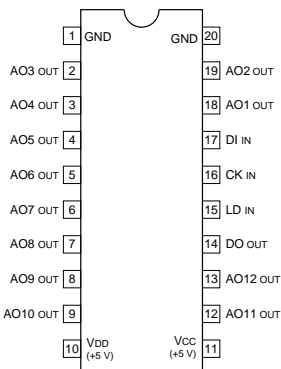 1 GND GND 20
AO3 OUT 2 19 AO2 OUT
AO4 OUT 3 18 AO1 OUT
AO5 OUT 4 17 DI IN
AO6 OUT 5 16 CK IN
AO7 OUT 6 15 LD IN
AO8 OUT 7 14 DO OUT
AO9 OUT 8 13 AO12 OUT
AO10 OUT 9 12 AO11 OUT
10 VDD VCC 11
(+5 V) (+5 V)